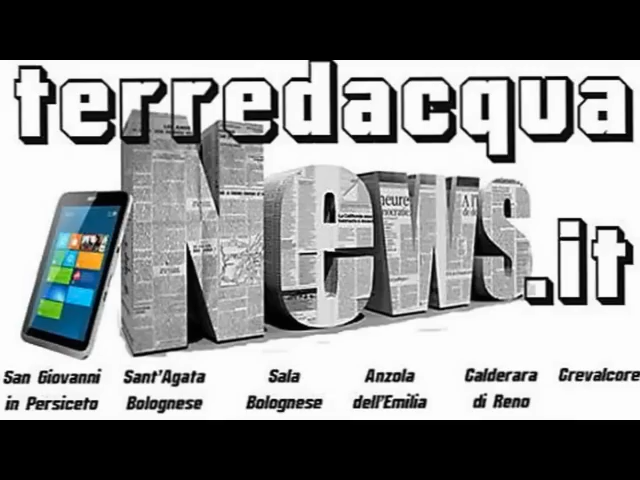 terredacqua
News
.it
San Giovanni in Persiceto
Sant'Agata Bolognese
Sala Bolognese
Anzola dell'Emilia
Calderara di Reno
Crevalcore